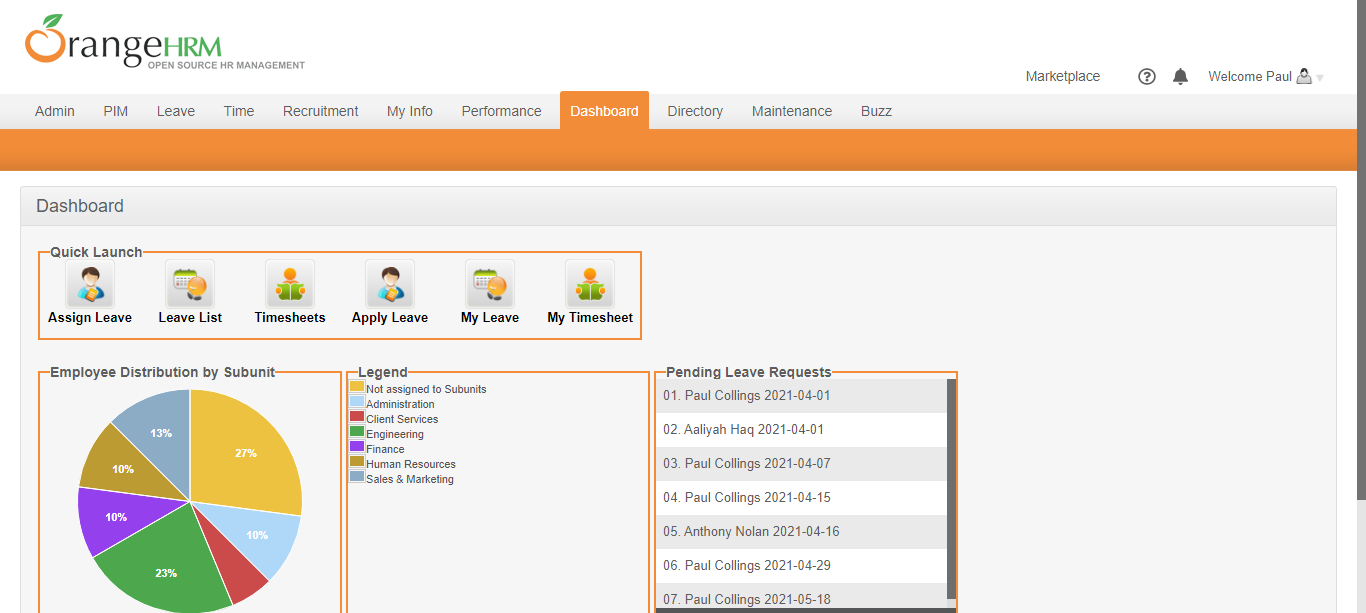 OrangeHRM
OPEN SOURCE HR MANAGEMENT
Marketplace ? Welcome Paul
Admin PIM Leave Time Recruitment My Info Performance Dashboard Directory Maintenance Buzz
Dashboard
Quick Launch
Assign Leave Leave List Timesheets Apply Leave My Leave My Timesheet
Employee Distribution by Subunit
27%
10%
23%
10%
10%
13%
Legend
Not assigned to Subunits
Administration
Client Services
Engineering
Finance
Human Resources
Sales & Marketing
Pending Leave Requests
01. Paul Collings 2021-04-01
02. Aaliyah Haq 2021-04-01
03. Paul Collings 2021-04-07
04. Paul Collings 2021-04-15
05. Anthony Nolan 2021-04-16
06. Paul Collings 2021-04-29
07. Paul Collings 2021-05-18